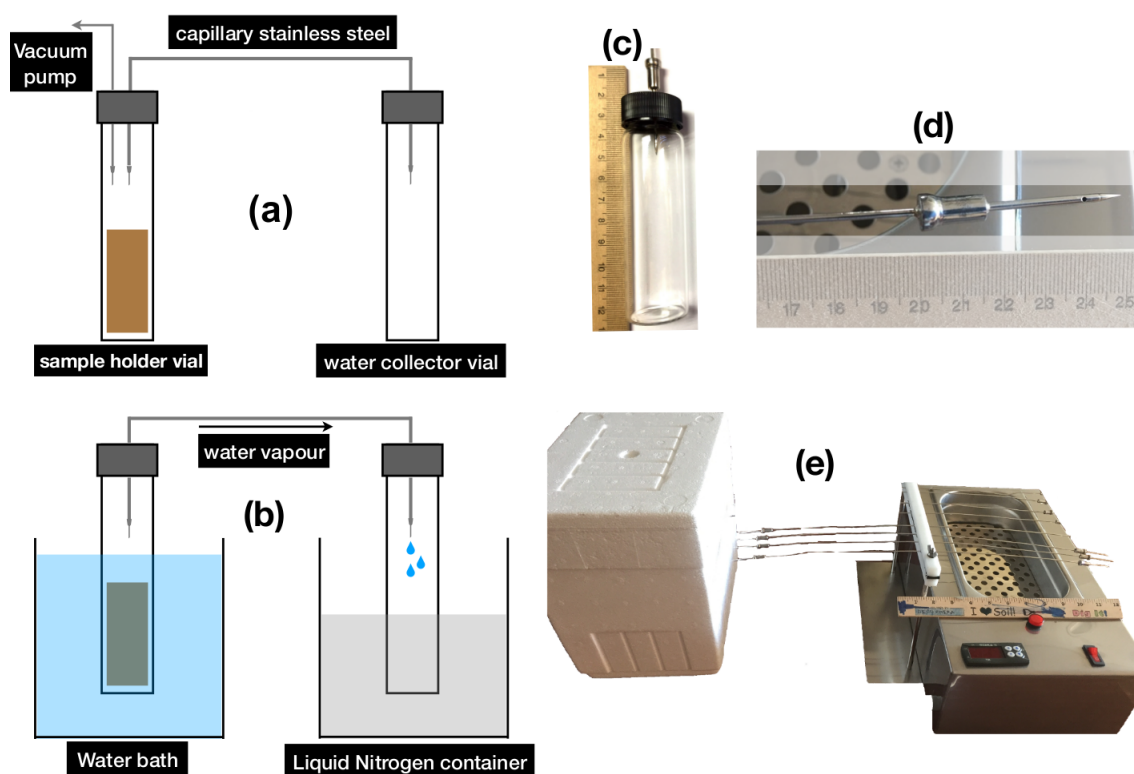 capillary stainless steel
Vacuum
pump
(a)
sample holder vial
water collector vial
water vapour
(b)
Water bath
Liquid Nitrogen container
(c)
(d)
17 18 19 20 21 22 23 24 25
(e)
I ❤ Soil!